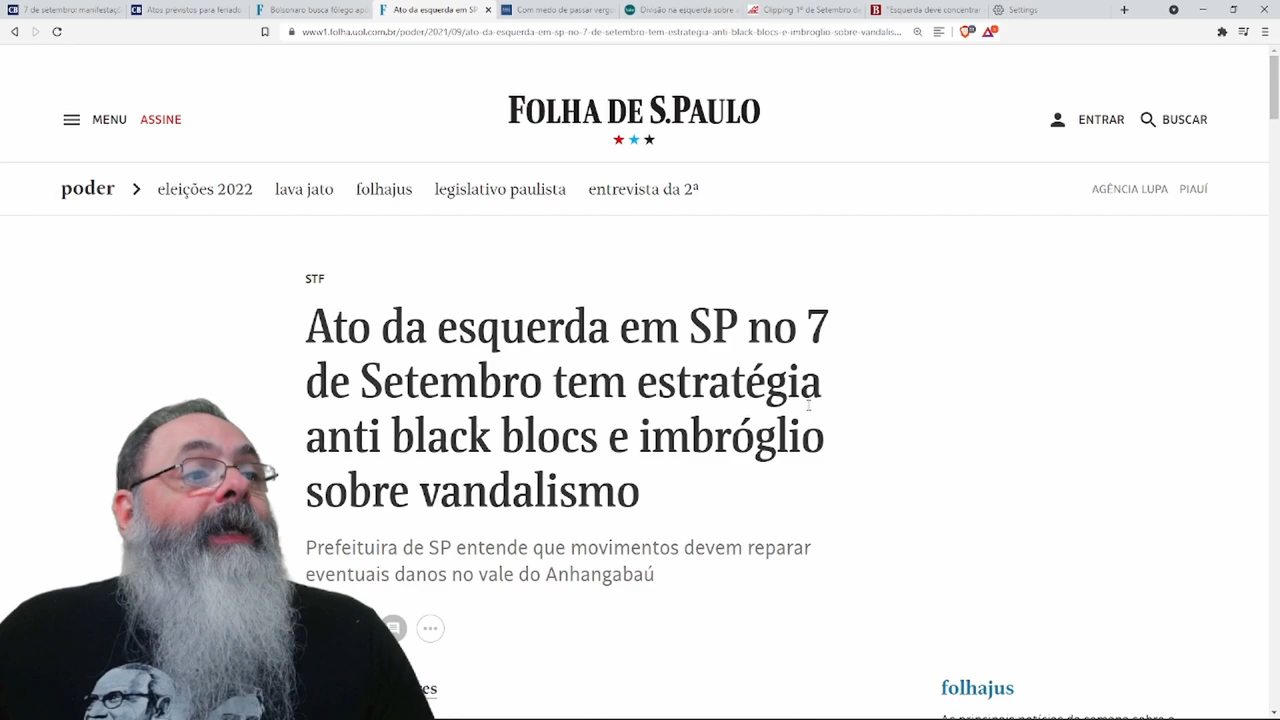 7 de setembro: manifestaçã
Atos previstos para feriado
Bolsonaro busca fôlego apo
Ato da esquerda em SP
Com medo de passar vergo
Divisão na esquerda sobre
Clipping 1º de Setembro de
"Esquerda deve concentrar
Settings
www1.folha.uol.com.br/poder/2021/09/ato-da-esquerda-em-sp-no-7-de-setembro-tem-estrategia-anti-black-blocs-e-imbroglio-sobre-vandalis...
MENU ASSINE
FOLHA DE S.PAULO
ENTRAR BUSCAR
poder
eleições 2022
lava jato
folhajus
legislativo paulista
entrevista da 2ª
AGÊNCIA LUPA
PIAUÍ
STF
Ato da esquerda em SP no 7
de Setembro tem estratégia
anti black blocs e imbróglio
sobre vandalismo
Prefeituira de SP entende que movimentos devem reparar
eventuais danos no vale do Anhangabaú
folhajus